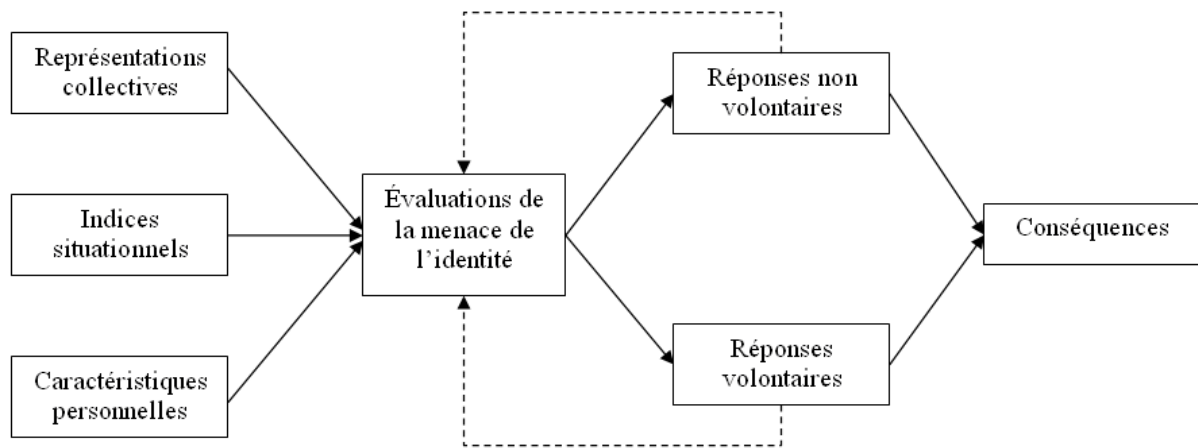 Représentations
collectives
Indices
situationnels
Caractéristiques
personnelles
Évaluations de
la menace de
l’identité
Réponses non
volontaires
Réponses
volontaires
Conséquences